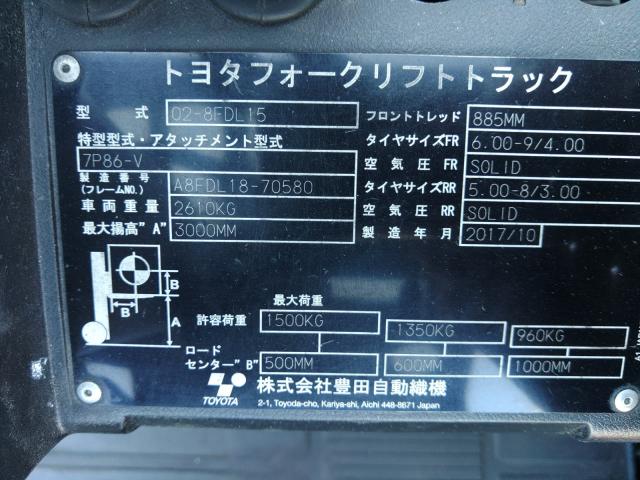 トヨタフォークリフトトラック
型 式 02-8FDL15
特型型式・アタッチメント型式
7P86-V
製造番号
(フレームNO.) A8FDL18-70580
車両重量 2610KG
最大揚高"A" 3000MM
フロントトレッド 885MM
タイヤサイズFR 6.00-9/4.00
空気圧 FR SOLID
タイヤサイズRR 5.00-8/3.00
空気圧 RR SOLID
製造年月 2017/10
B
B
A
最大荷重
許容荷重 1500KG 1350KG 960KG
ロード
センター"B" 500MM 600MM 1000MM
TOYOTA
株式会社豊田自動織機
2-1, Toyoda-cho, Kariya-shi, Aichi 448-8671 Japan